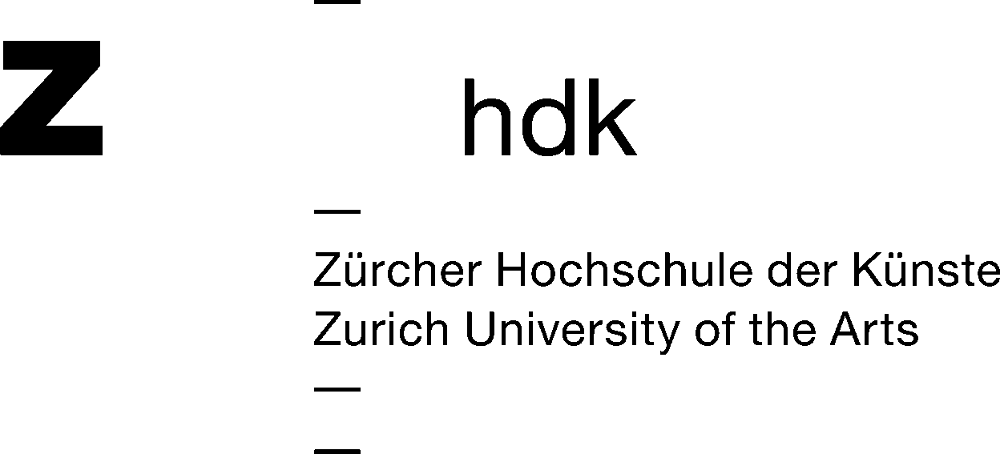 z hdk
Zürcher Hochschule der Künste
Zurich University of the Arts